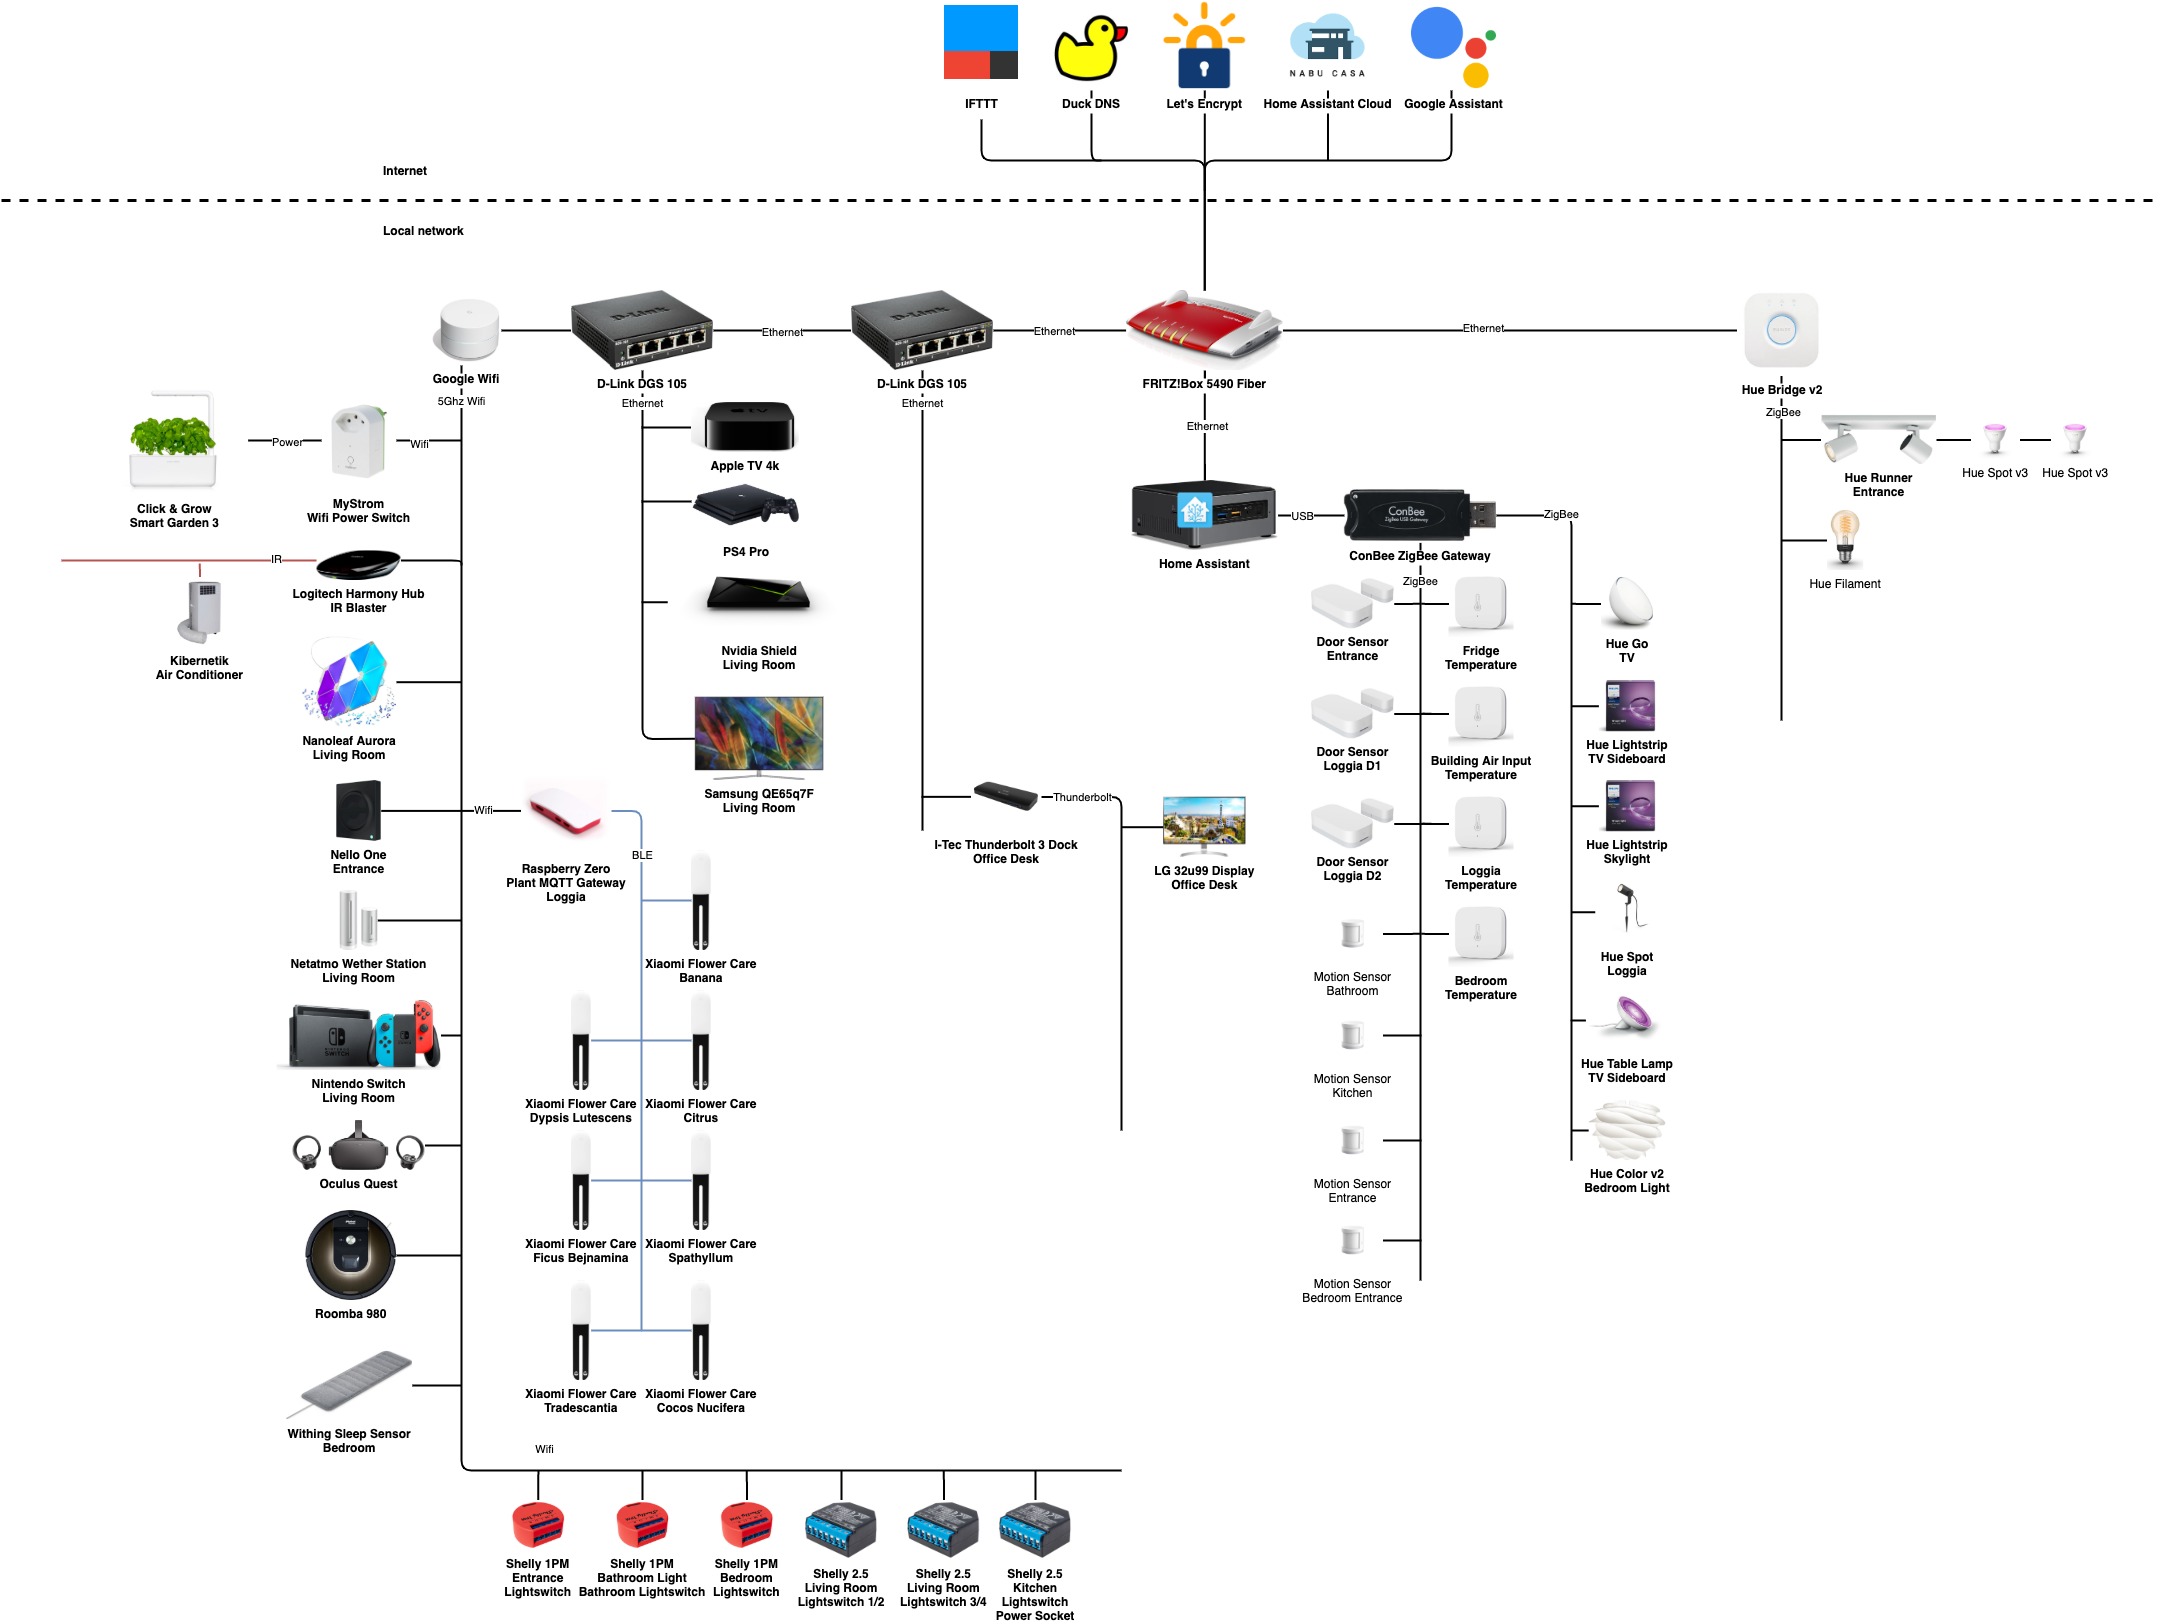 NABU CASA
IFTTT
Duck DNS
Let's Encrypt
Home Assistant Cloud
Google Assistant
Internet
Local network
D-Link
D-Link
Ethernet
Ethernet
Ethernet
Google Wifi
5Ghz Wifi
D-Link DGS 105
Ethernet
D-Link DGS 105
Ethernet
FRITZ!Box 5490 Fiber
Ethernet
Hue Bridge v2
ZigBee
Power
Wifi
Click & Grow
Smart Garden 3
MyStrom
Wifi Power Switch
IR
Logitech Harmony Hub
IR Blaster
Kibernetik
Air Conditioner
Nanoleaf Aurora
Living Room
Nello One
Entrance
Netatmo Wether Station
Living Room
NINTENDO
SWITCH
Nintendo Switch
Living Room
Oculus Quest
Roomba 980
Withing Sleep Sensor
Bedroom
tv
Apple TV 4k
PS4 Pro
Nvidia Shield
Living Room
Samsung QE65q7F
Living Room
Wifi
Raspberry Zero
Plant MQTT Gateway
Loggia
BLE
Xiaomi Flower Care
Banana
Xiaomi Flower Care
Dypsis Lutescens
Xiaomi Flower Care
Citrus
Xiaomi Flower Care
Ficus Bejnamina
Xiaomi Flower Care
Spathyllum
Xiaomi Flower Care
Tradescantia
Xiaomi Flower Care
Cocos Nucifera
Thunderbolt
I-Tec Thunderbolt 3 Dock
Office Desk
LG 32u99 Display
Office Desk
Home Assistant
USB
ConBee
ZigBee USB Gateway
ZigBee
ConBee ZigBee Gateway
ZigBee
Door Sensor
Entrance
Fridge
Temperature
Door Sensor
Loggia D1
Building Air Input
Temperature
Door Sensor
Loggia D2
Loggia
Temperature
Motion Sensor
Bathroom
Bedroom
Temperature
Motion Sensor
Kitchen
Motion Sensor
Entrance
Motion Sensor
Bedroom Entrance
Hue Go
TV
Hue Lightstrip
TV Sideboard
Hue Lightstrip
Skylight
Hue Spot
Loggia
Hue Table Lamp
TV Sideboard
Hue Color v2
Bedroom Light
Hue Runner
Entrance
Hue Spot v3
Hue Spot v3
Hue Filament
Wifi
Shelly 1PM
Entrance
Lightswitch
Shelly 1PM
Bathroom Light
Bathroom Lightswitch
Shelly 1PM
Bedroom
Lightswitch
Shelly 2.5
Living Room
Lightswitch 1/2
Shelly 2.5
Living Room
Lightswitch 3/4
Shelly 2.5
Kitchen
Lightswitch
Power Socket